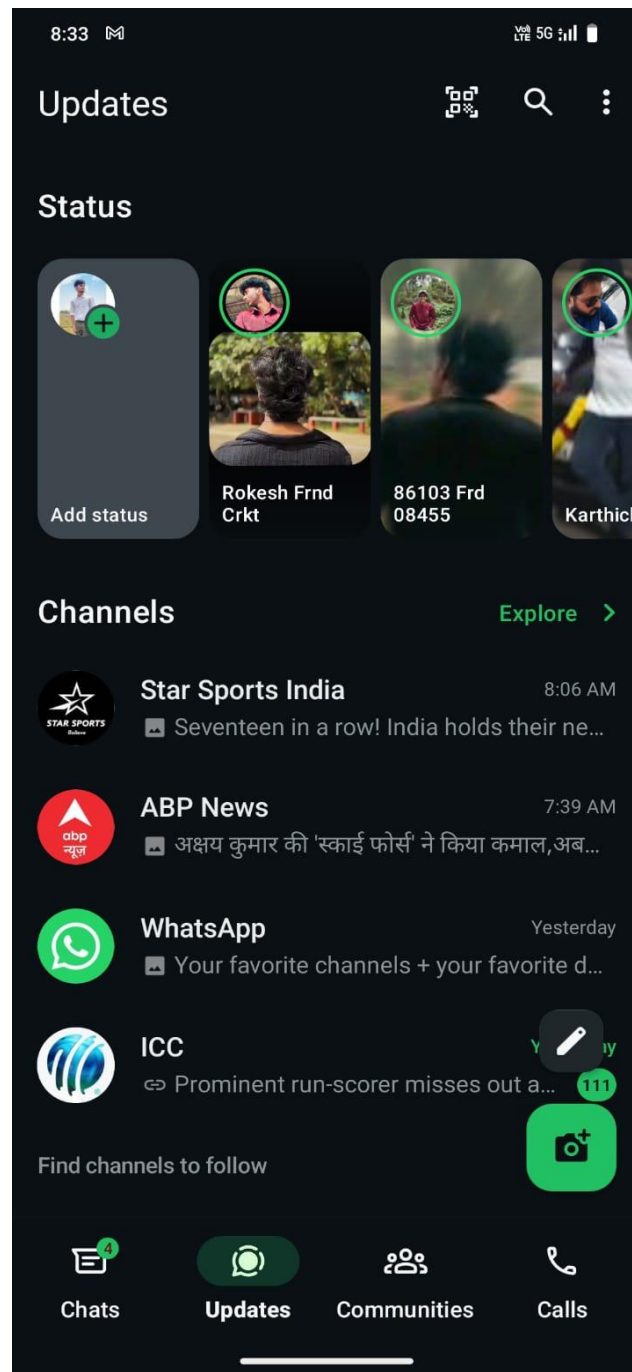 8:33
VoD LTE 5G
Updates
Status
Add status
Rokesh Frnd
Crkt
86103 Frd
08455
Karthic
Channels
Explore
STAR SPORTS
Believe
Star Sports India
8:06 AM
Seventeen in a row! India holds their ne...
abp
न्यूज़
ABP News
7:39 AM
अक्षय कुमार की 'स्काई फोर्स' ने किया कमाल,अब...
WhatsApp
Yesterday
Your favorite channels + your favorite d...
ICC
Prominent run-scorer misses out a...
111
Find channels to follow
4
Chats
Updates
Communities
Calls